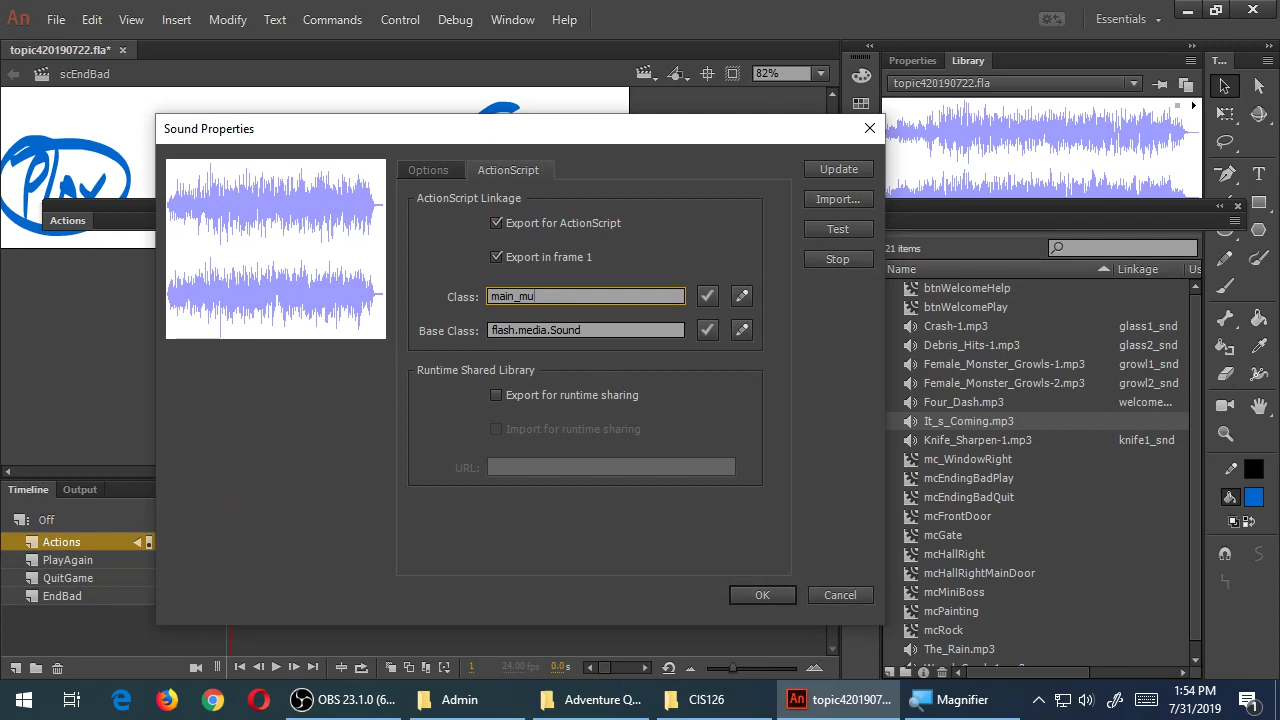 An File Edit View Insert Modify Text Commands Control Debug Window Help Essentials
topic420190722.fla* ×
scEndBad 82%
Properties Library
topic420190722.fla
Play
Actions
Sound Properties
Options ActionScript
ActionScript Linkage
Export for ActionScript
Export in frame 1
Class: main_mu
Base Class: flash.media.Sound
Runtime Shared Library
Export for runtime sharing
Import for runtime sharing
URL:
Update
Import...
Test
Stop
OK Cancel
21 items
Name Linkage Us
btnWelcomeHelp
btnWelcomePlay
Crash-1.mp3 glass1_snd
Debris_Hits-1.mp3 glass2_snd
Female_Monster_Growls-1.mp3 growl1_snd
Female_Monster_Growls-2.mp3 growl2_snd
Four_Dash.mp3 welcome...
It_s_Coming.mp3
Knife_Sharpen-1.mp3 knife1_snd
mc_WindowRight
mcEndingBadPlay
mcEndingBadQuit
mcFrontDoor
mcGate
mcHallRight
mcHallRightMainDoor
mcMiniBoss
mcPainting
mcRock
The_Rain.mp3
Timeline Output
Off
Actions
PlayAgain
QuitGame
EndBad
1 24.00 fps 0.0 s
T...
OBS 23.1.0 (6... Admin Adventure Q... CIS126 An topic4201907... Magnifier
1:54 PM
7/31/2019
1